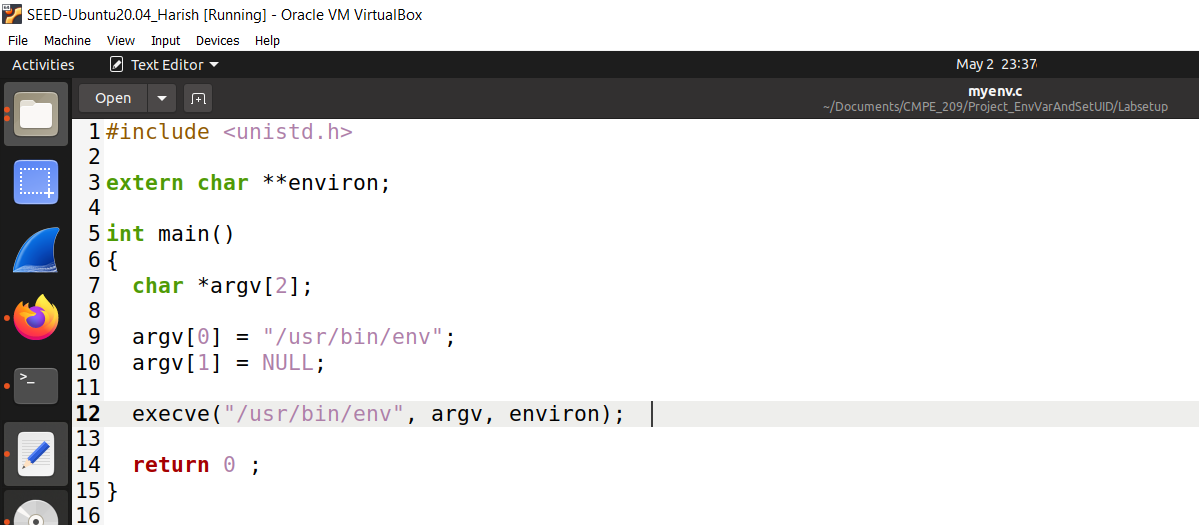 SEED-Ubuntu20.04_Harish [Running] - Oracle VM VirtualBox
File Machine View Input Devices Help
Activities Text Editor May 2 23:37
Open myenv.c
~/Documents/CMPE_209/Project_EnvVarAndSetUID/Labsetup
1 #include <unistd.h>
2
3 extern char **environ;
4
5 int main()
6 {
7   char *argv[2];
8
9   argv[0] = "/usr/bin/env";
10   argv[1] = NULL;
11
12   execve("/usr/bin/env", argv, environ);
13
14   return 0 ;
15 }
16
>_